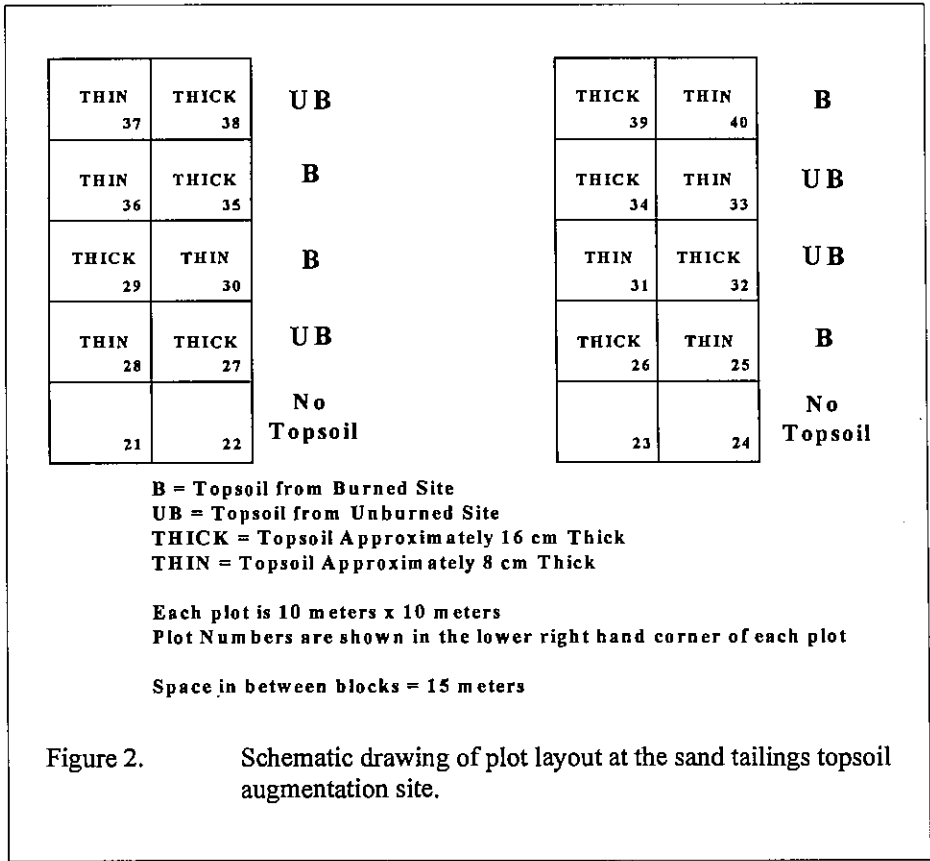 THIN THICK UB
37 38
THIN THICK B
36 35
THICK THIN B
29 30
THIN THICK UB
28 27
No
Topsoil
21 22
THICK THIN B
39 40
THICK THIN UB
34 33
THIN THICK UB
31 32
THICK THIN B
26 25
No
Topsoil
23 24
B = Topsoil from Burned Site
UB = Topsoil from Unburned Site
THICK = Topsoil Approximately 16 cm Thick
THIN = Topsoil Approximately 8 cm Thick
Each plot is 10 meters x 10 meters
Plot Numbers are shown in the lower right hand corner of each plot
Space in between blocks = 15 meters
Figure 2. Schematic drawing of plot layout at the sand tailings topsoil
augmentation site.